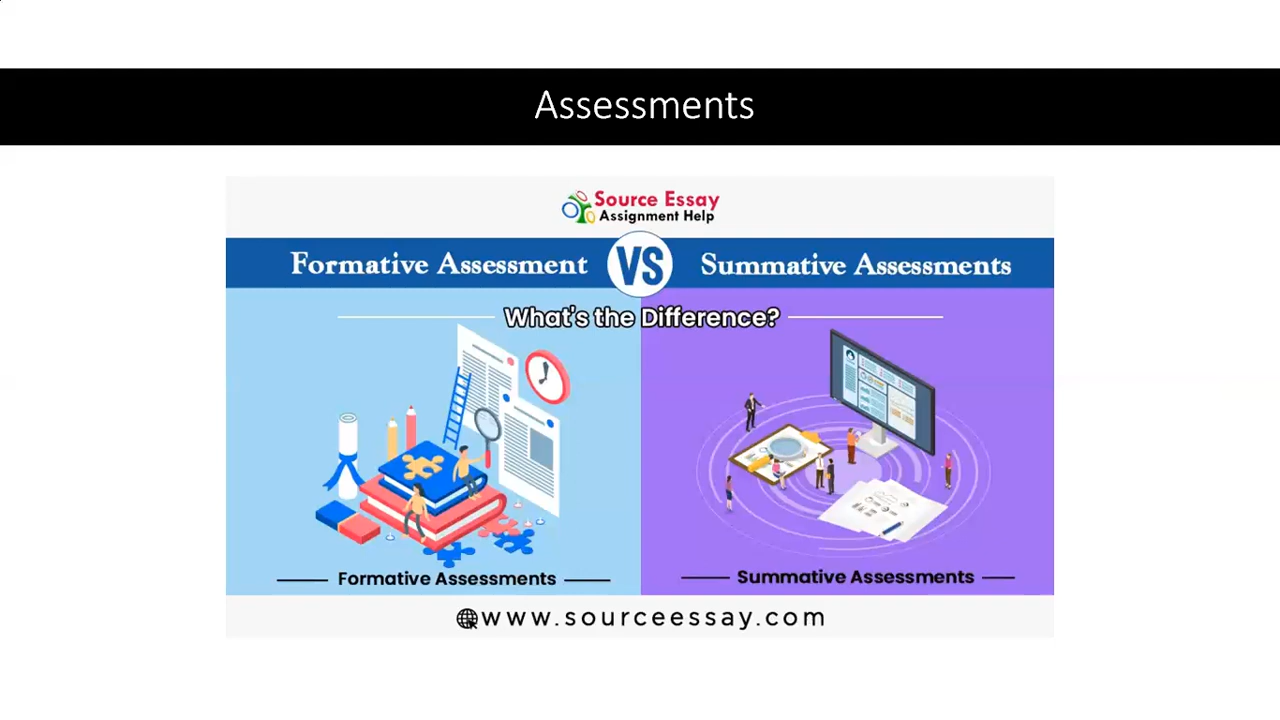 Assessments
Source Essay
Assignment Help
Formative Assessment VS Summative Assessments
What's the Difference?
Formative Assessments
Summative Assessments
www.sourceessay.com